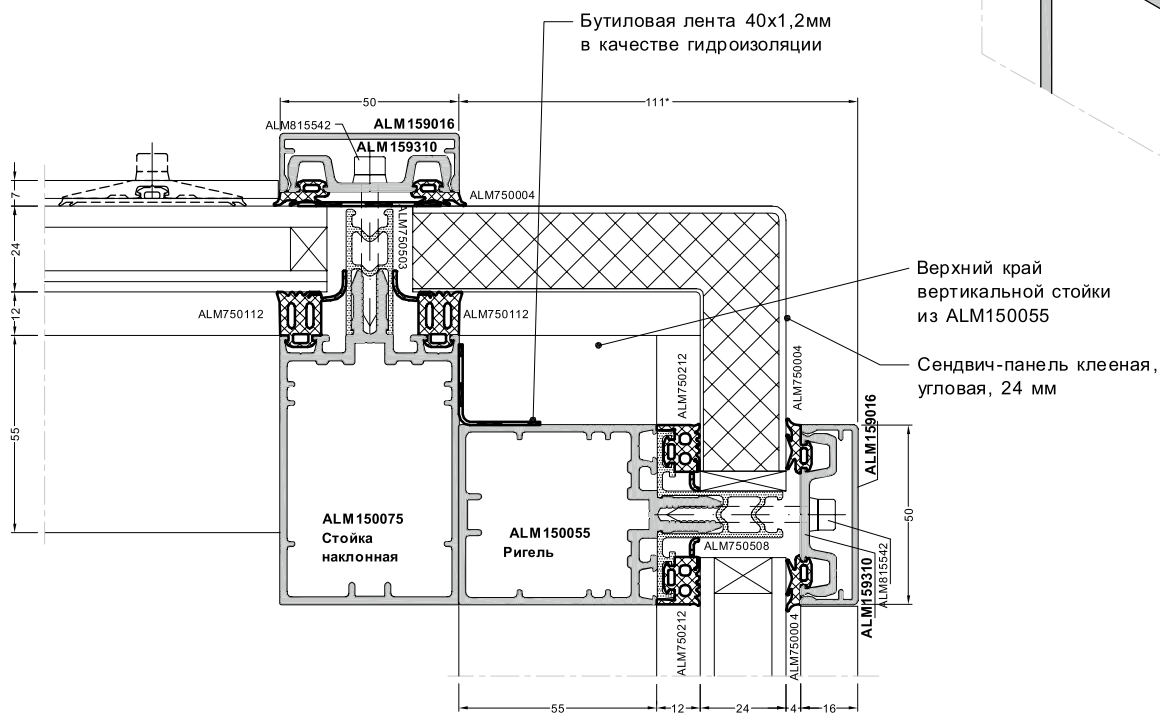 Бутиловая лента 40х1,2мм
в качестве гидроизоляции
50
111*
ALM815542
ALM159016
ALM159310
ALM750004
7
24
12
55
ALM750503
ALM750112
ALM750112
Верхний край
вертикальной стойки
из ALM150055
ALM750212
ALM750004
Сендвич-панель клееная,
угловая, 24 мм
ALM159016
ALM150075
Стойка
наклонная
ALM150055
Ригель
50
ALM750508
ALM815542
ALM159310
ALM750212
ALM750004
55
12
24
4
16